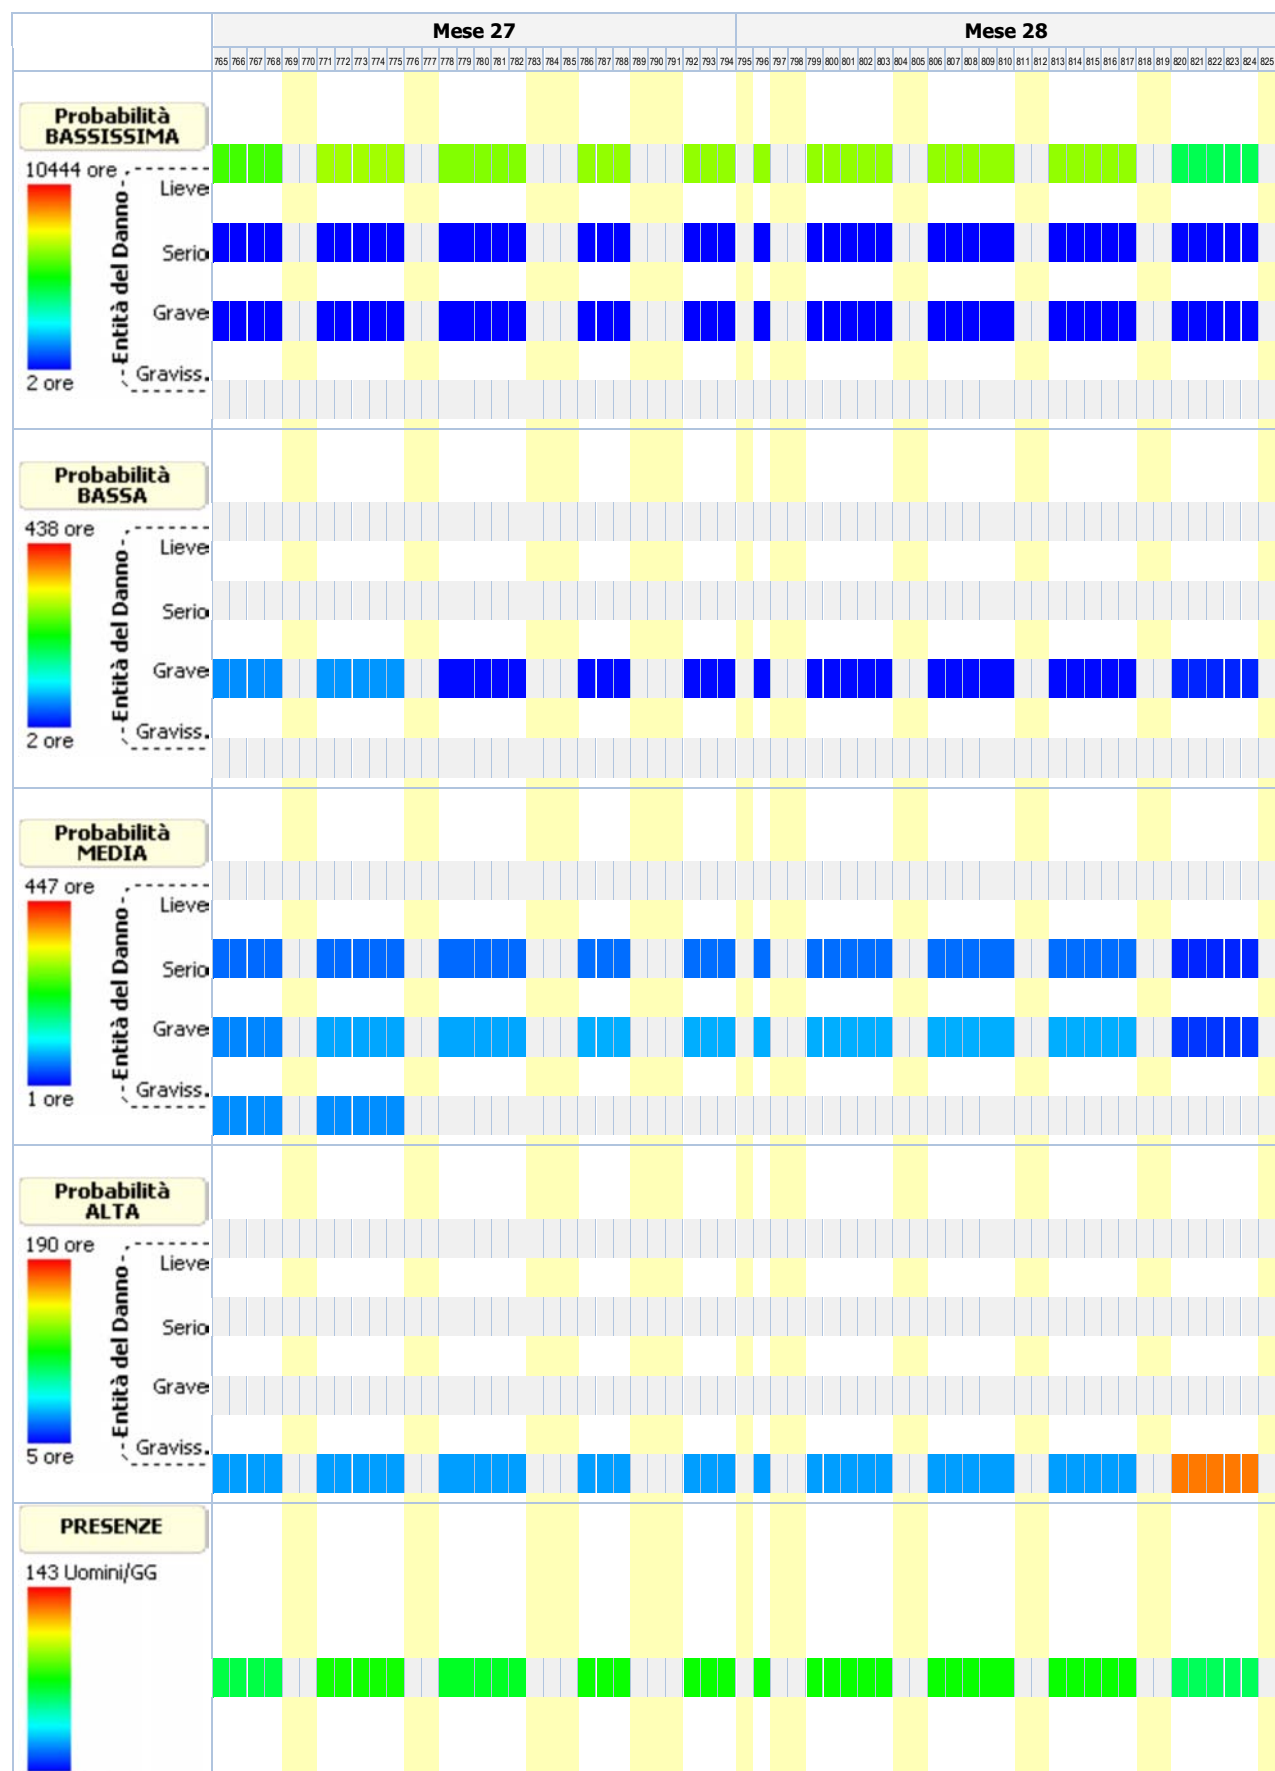 Mese 27 Mese 28
765 766 767 768 769 770 771 772 773 774 775 776 777 778 779 780 781 782 783 784 785 786 787 788 789 790 791 792 793 794 795 796 797 798 799 800 801 802 803 804 805 806 807 808 809 810 811 812 813 814 815 816 817 818 819 820 821 822 823 824 825
Probabilità
BASSISSIMA
10444 ore
Entità del Danno
Lieve
Serio
Grave
Graviss.
2 ore
Probabilità
BASSA
438 ore
Entità del Danno
Lieve
Serio
Grave
Graviss.
2 ore
Probabilità
MEDIA
447 ore
Entità del Danno
Lieve
Serio
Grave
Graviss.
1 ore
Probabilità
ALTA
190 ore
Entità del Danno
Lieve
Serio
Grave
Graviss.
5 ore
PRESENZE
143 Uomini/GG